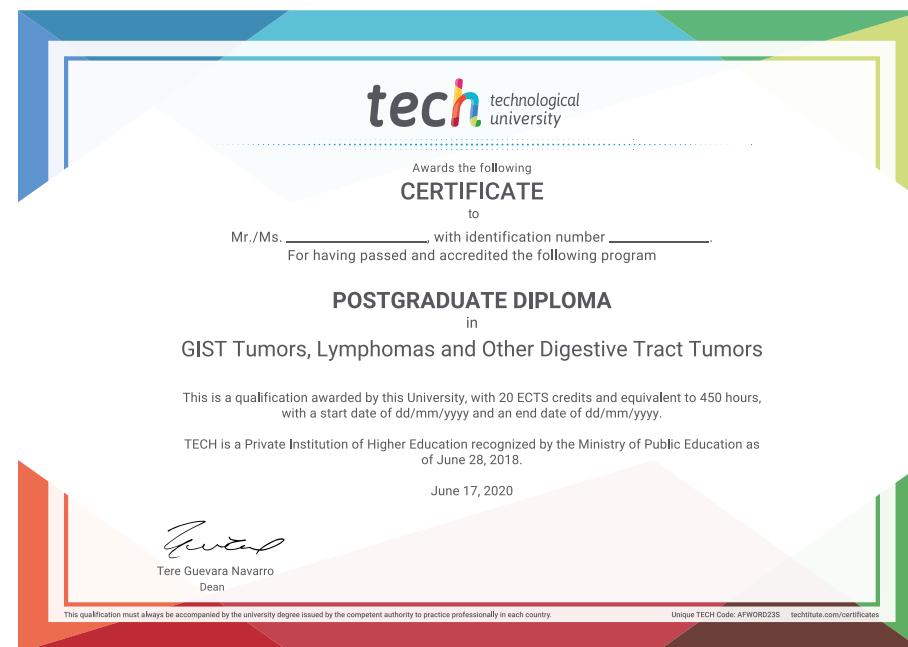 tech technological
university
Awards the following
CERTIFICATE
to
Mr./Ms. ____________________, with identification number ______________.
For having passed and accredited the following program
POSTGRADUATE DIPLOMA
in
GIST Tumors, Lymphomas and Other Digestive Tract Tumors
This is a qualification awarded by this University, with 20 ECTS credits and equivalent to 450 hours,
with a start date of dd/mm/yyyy and an end date of dd/mm/yyyy.
TECH is a Private Institution of Higher Education recognized by the Ministry of Public Education as
of June 28, 2018.
June 17, 2020
Tere Guevara Navarro
Dean
This qualification must always be accompanied by the university degree issued by the competent authority to practice professionally in each country. Unique TECH Code: AFWORD23S techtitute.com/certificates